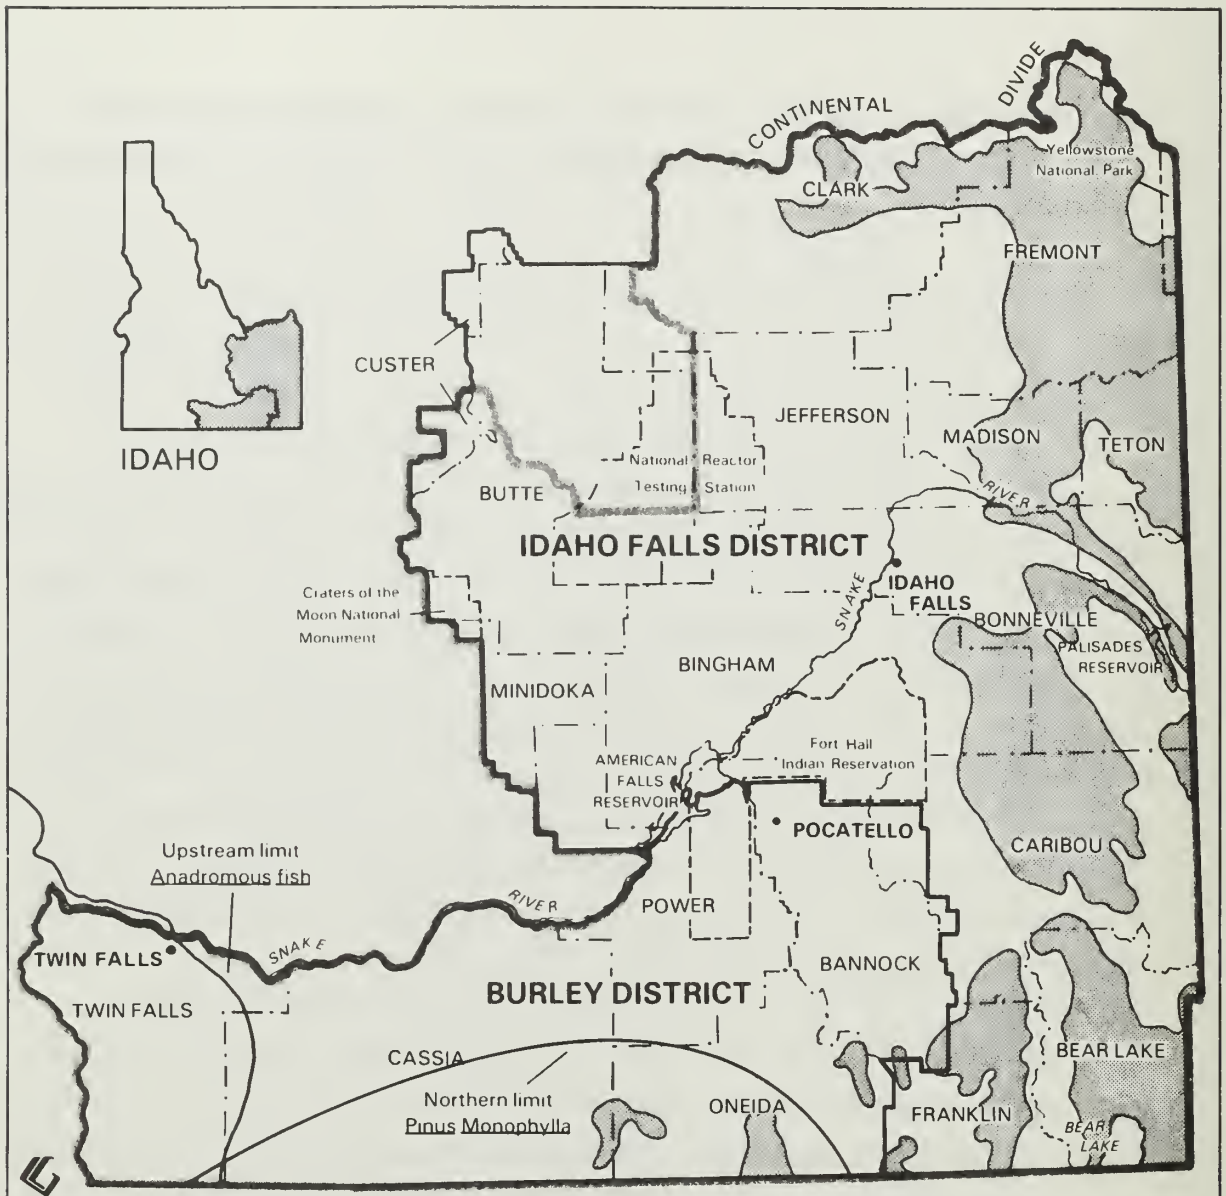 CONTINENTAL
DIVIDE
Yellowstone
National Park
CLARK
FREMONT
CUSTER
IDAHO
JEFFERSON
MADISON
TETON
National Reactor
Testing Station
BUTTE
RIVER
IDAHO FALLS DISTRICT
SNAKE
IDAHO
FALLS
Craters of the
Moon National
Monument
BONNEVILLE
PALISADES
RESERVOIR
BINGHAM
MINIDOKA
AMERICAN
FALLS
RESERVOIR
Fort Hall
Indian Reservation
POCATELLO
CARIBOU
Upstream limit
Anadromous fish
RIVER
POWER
SNAKE
TWIN FALLS
BANNOCK
TWIN FALLS
BURLEY DISTRICT
CASSIA
BEAR LAKE
Northern limit
Pinus Monophylla
ONEIDA
FRANKLIN
BEAR
LAKE